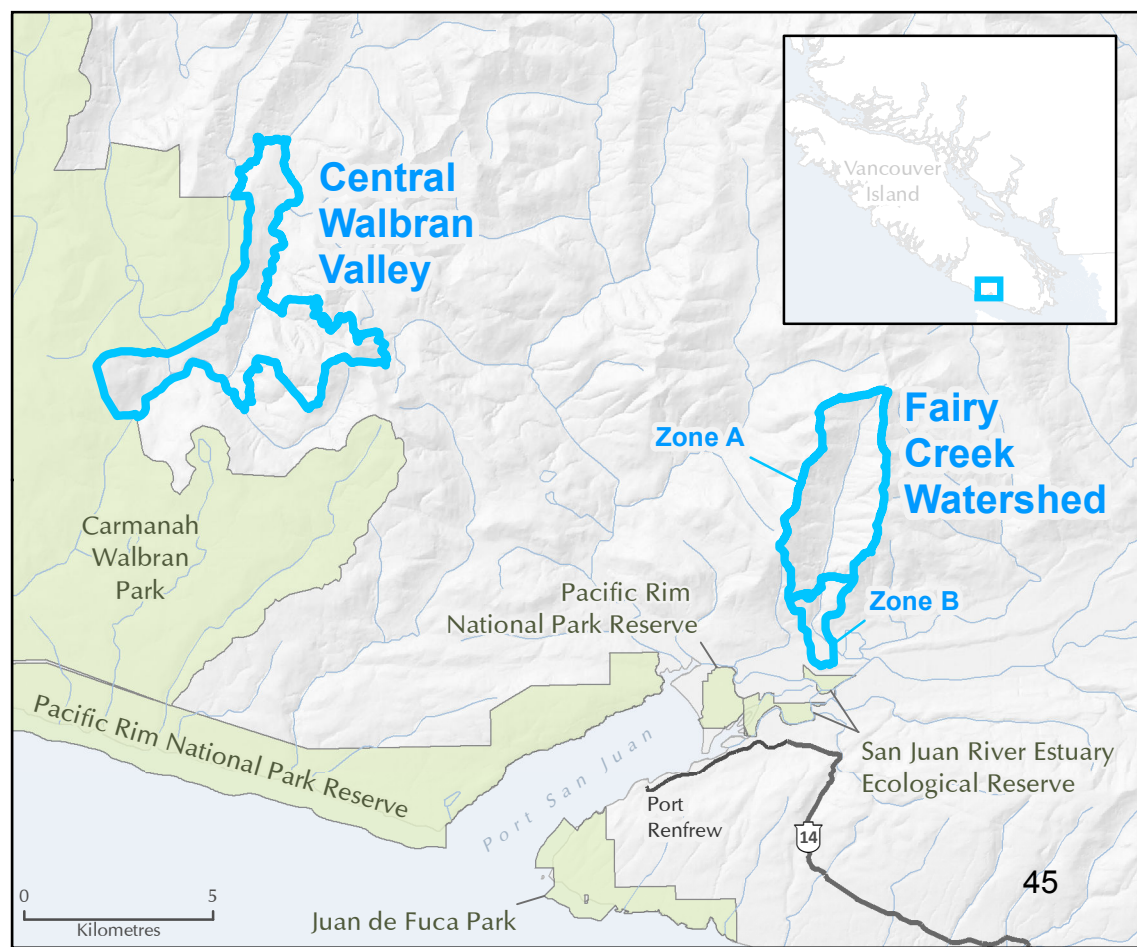 Vancouver
Island
Central
Walbran
Valley
Fairy
Creek
Watershed
Zone A
Zone B
Carmanah
Walbran
Park
Pacific Rim
National Park Reserve
Pacific Rim National Park Reserve
Port San Juan
San Juan River Estuary
Ecological Reserve
Port
Renfrew
14
45
0 5
Kilometres
Juan de Fuca Park